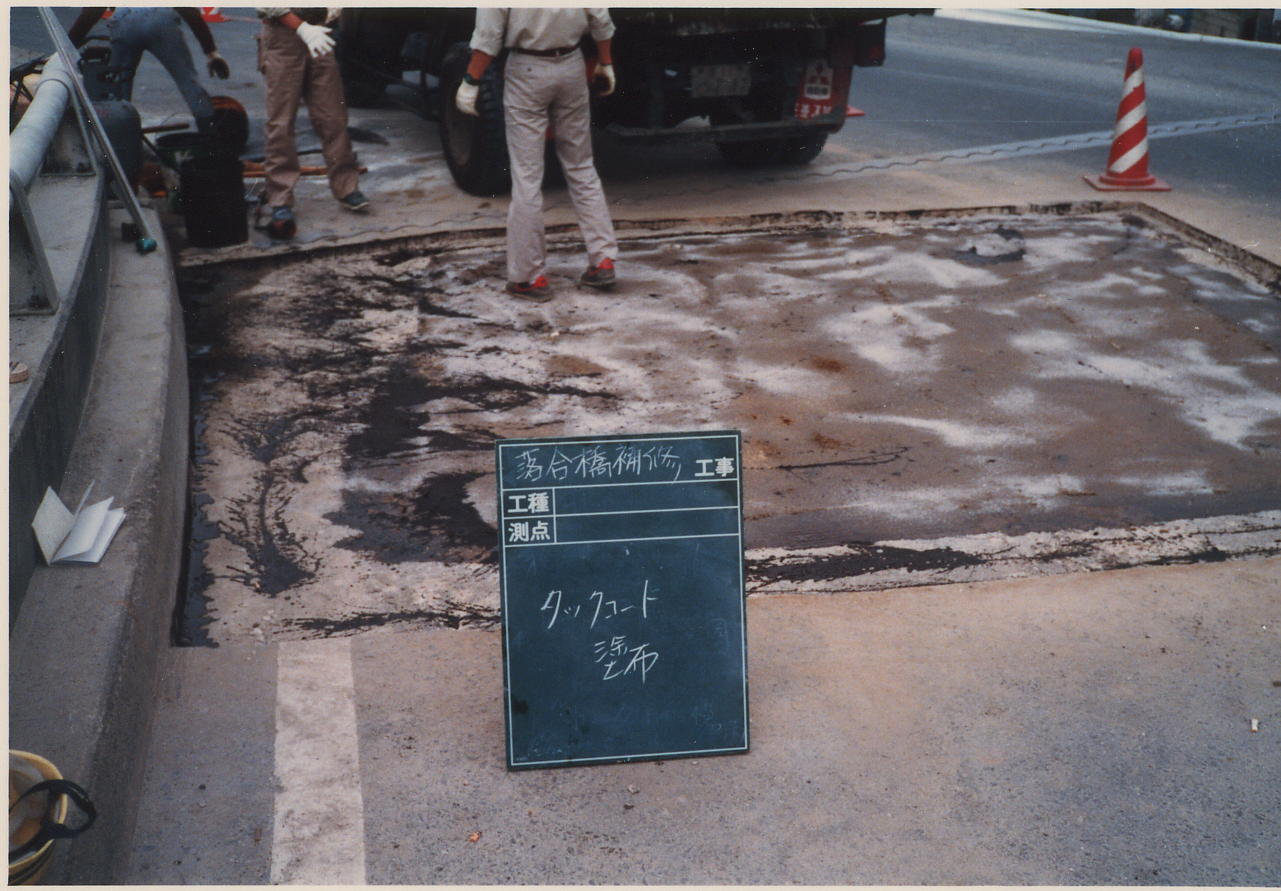 落合橋補修 工事
工種
測点
タックコート
塗布